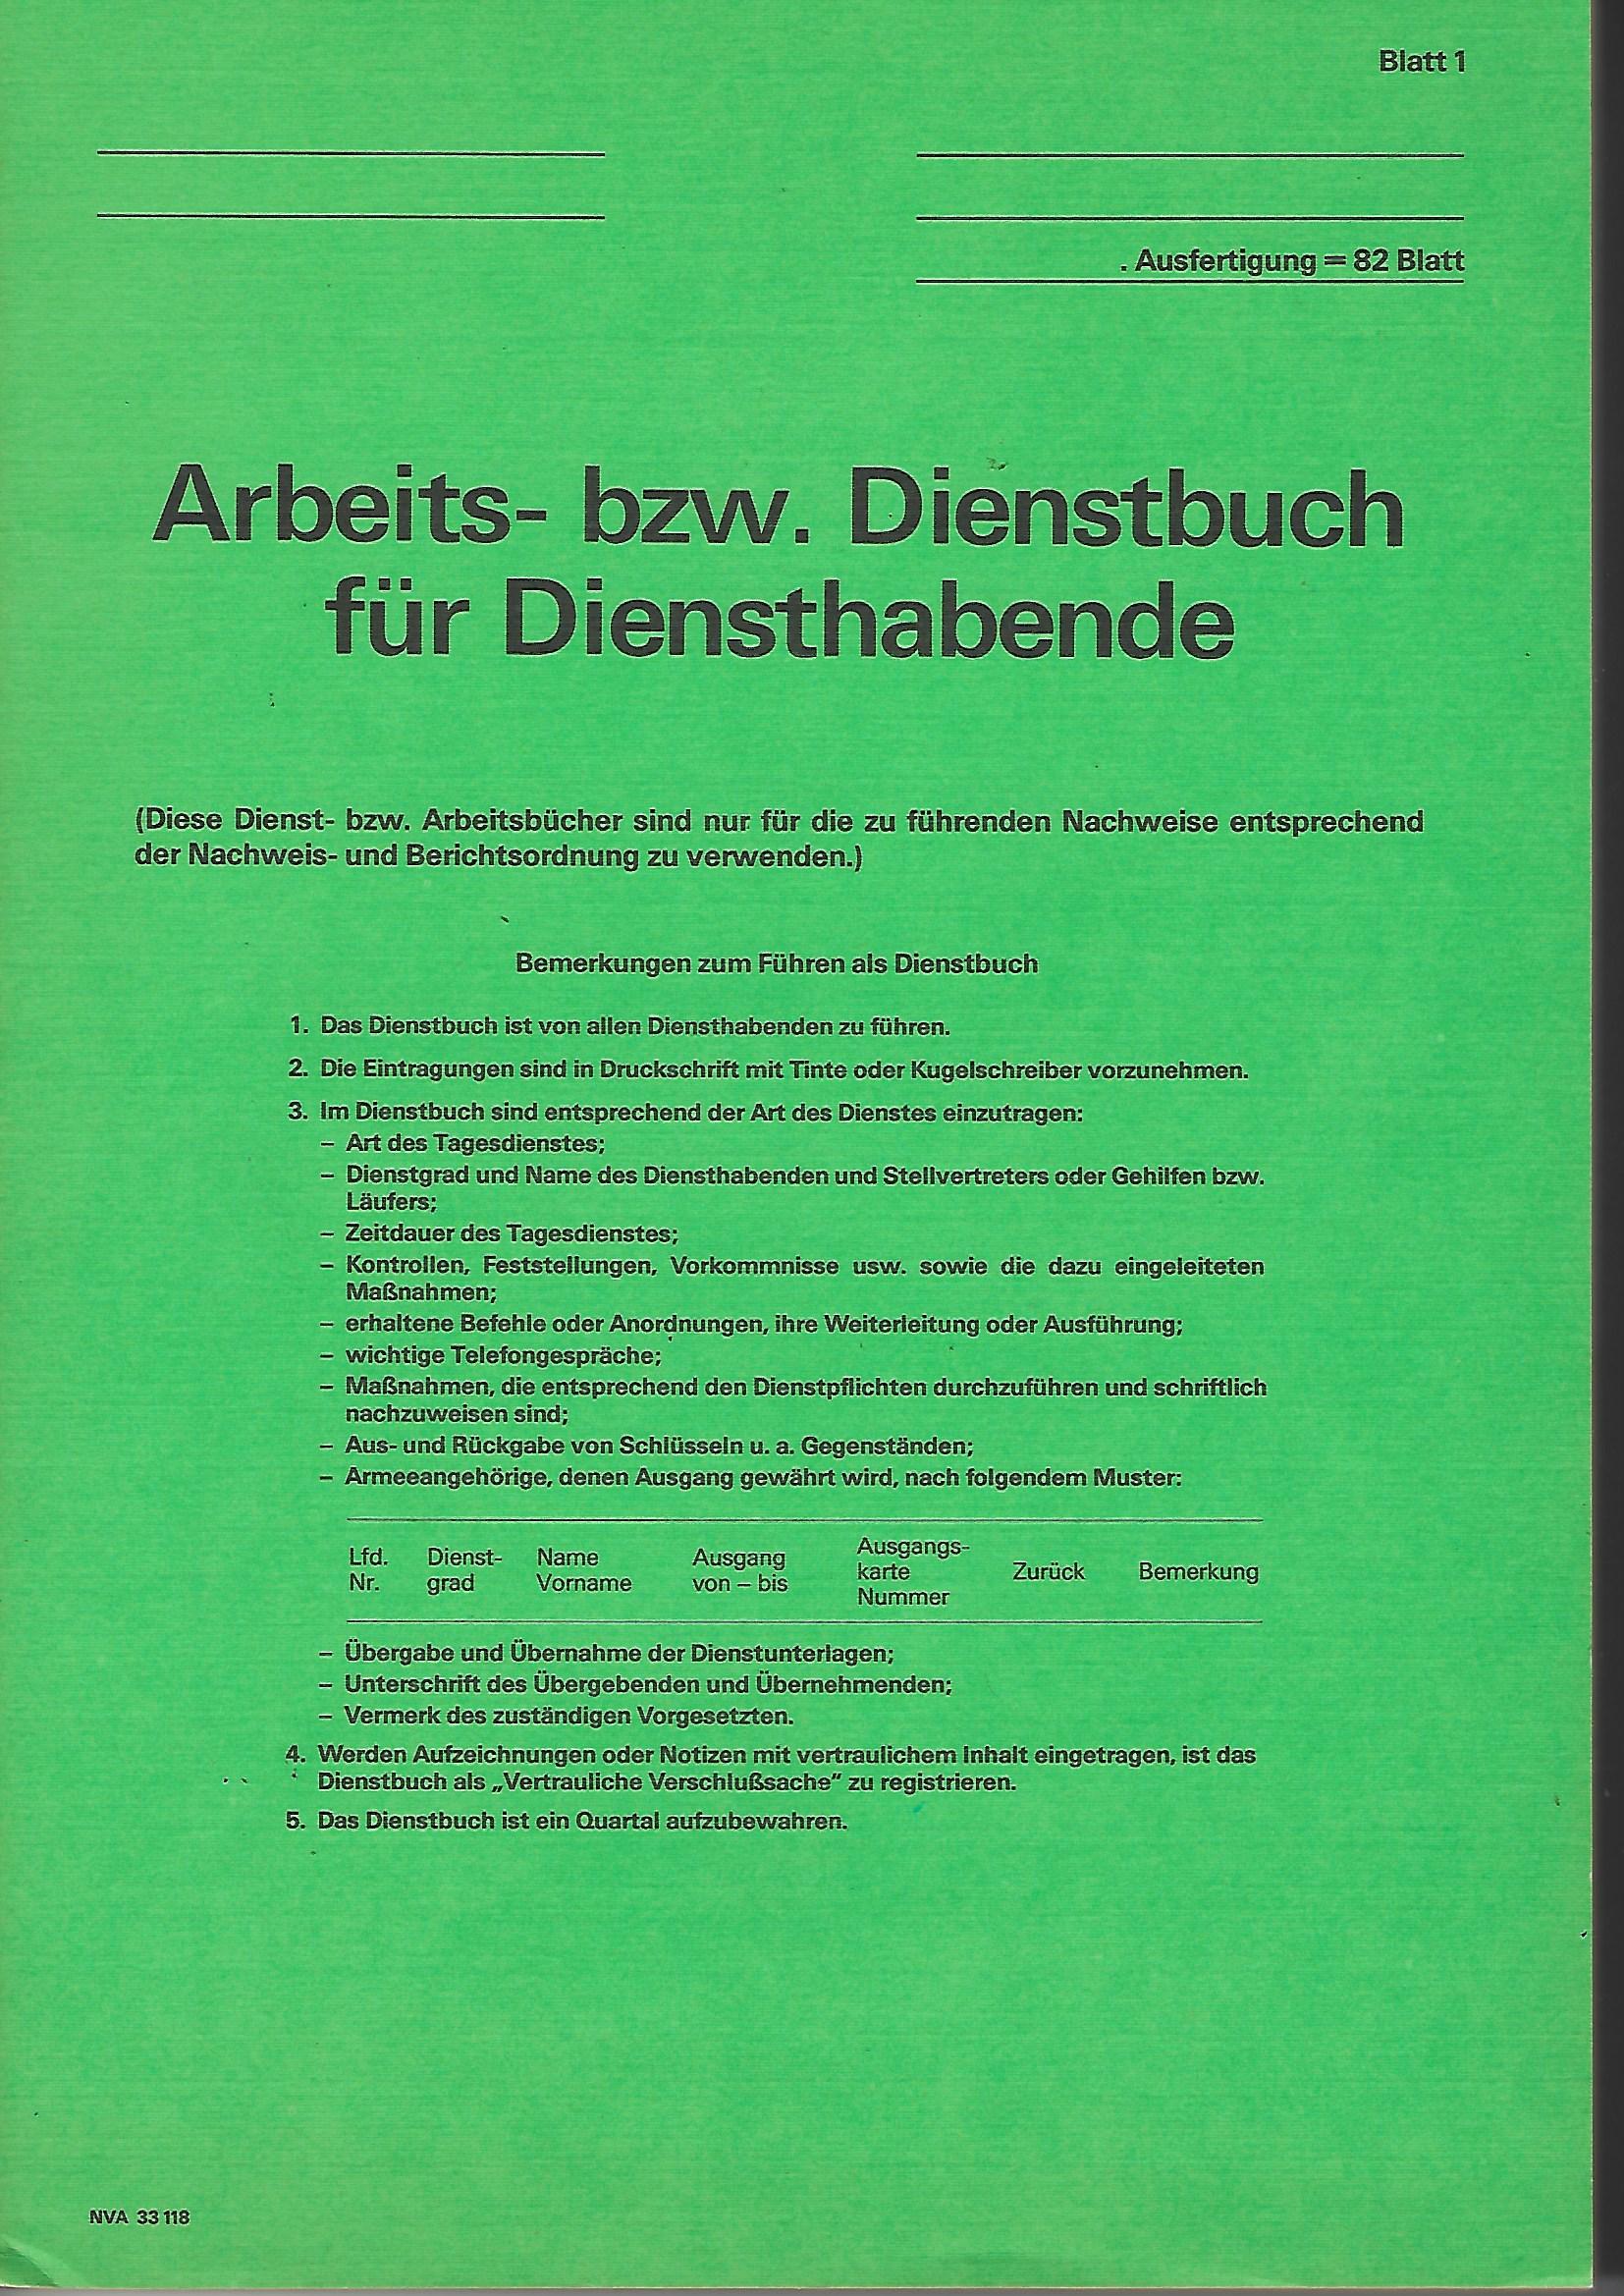 Blatt 1
. Ausfertigung = 82 Blatt
Arbeits- bzw. Dienstbuch
für Diensthabende
(Diese Dienst- bzw. Arbeitsbücher sind nur für die zu führenden Nachweise entsprechend
der Nachweis- und Berichtsordnung zu verwenden.)
Bemerkungen zum Führen als Dienstbuch
1. Das Dienstbuch ist von allen Diensthabenden zu führen.
2. Die Eintragungen sind in Druckschrift mit Tinte oder Kugelschreiber vorzunehmen.
3. Im Dienstbuch sind entsprechend der Art des Dienstes einzutragen:
– Art des Tagesdienstes;
– Dienstgrad und Name des Diensthabenden und Stellvertreters oder Gehilfen bzw.
Läufers;
– Zeitdauer des Tagesdienstes;
– Kontrollen, Feststellungen, Vorkommnisse usw. sowie die dazu eingeleiteten
Maßnahmen;
– erhaltene Befehle oder Anordnungen, ihre Weiterleitung oder Ausführung;
– wichtige Telefongespräche;
– Maßnahmen, die entsprechend den Dienstpflichten durchzuführen und schriftlich
nachzuweisen sind;
– Aus- und Rückgabe von Schlüsseln u. a. Gegenständen;
– Armeeangehörige, denen Ausgang gewährt wird, nach folgendem Muster:
Lfd.
Nr.
Dienst-
grad
Name
Vorname
Ausgang
von – bis
Ausgangs-
karte
Nummer
Zurück
Bemerkung
– Übergabe und Übernahme der Dienstunterlagen;
– Unterschrift des Übergebenden und Übernehmenden;
– Vermerk des zuständigen Vorgesetzten.
4. Werden Aufzeichnungen oder Notizen mit vertraulichem Inhalt eingetragen, ist das
Dienstbuch als „Vertrauliche Verschlußsache“ zu registrieren.
5. Das Dienstbuch ist ein Quartal aufzubewahren.
NVA 33 118